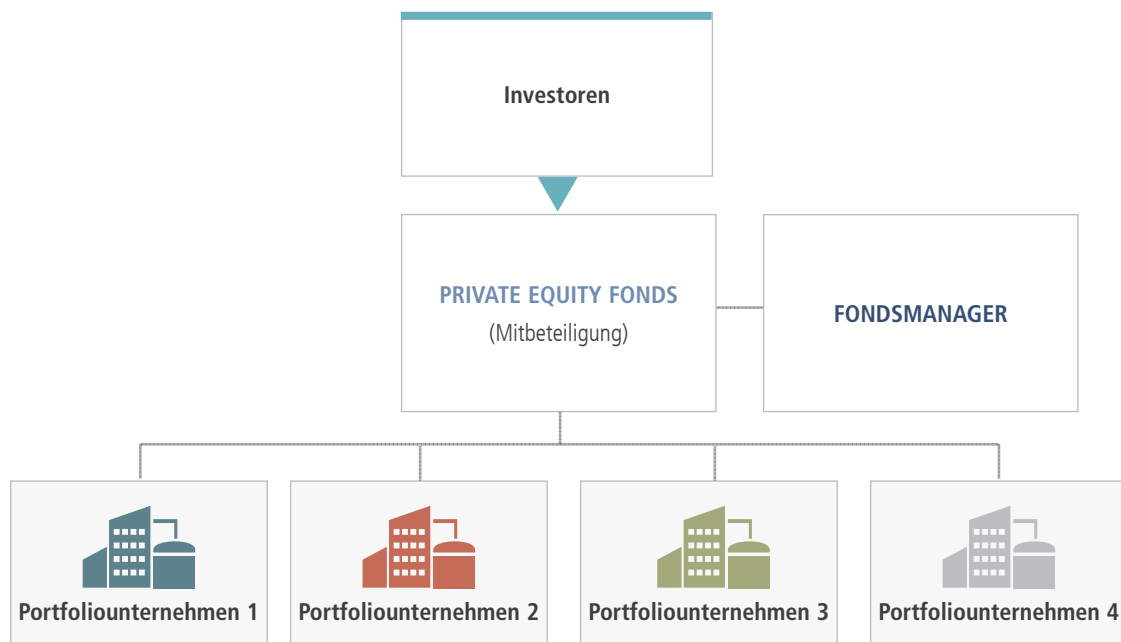 Investoren
PRIVATE EQUITY FONDS
(Mitbeteiligung)
FONDSMANAGER
Portfoliounternehmen 1
Portfoliounternehmen 2
Portfoliounternehmen 3
Portfoliounternehmen 4